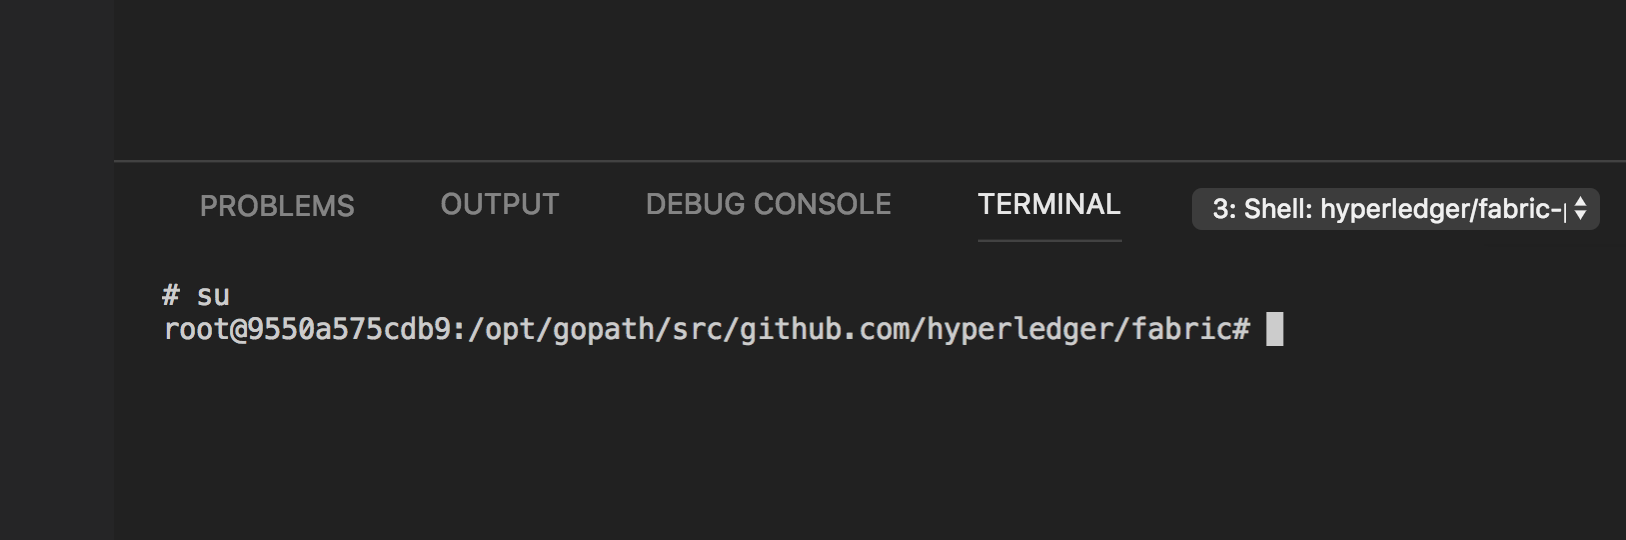 PROBLEMS OUTPUT DEBUG CONSOLE TERMINAL 3: Shell: hyperledger/fabric-
# su
root@9550a575cdb9:/opt/gopath/src/github.com/hyperledger/fabric#